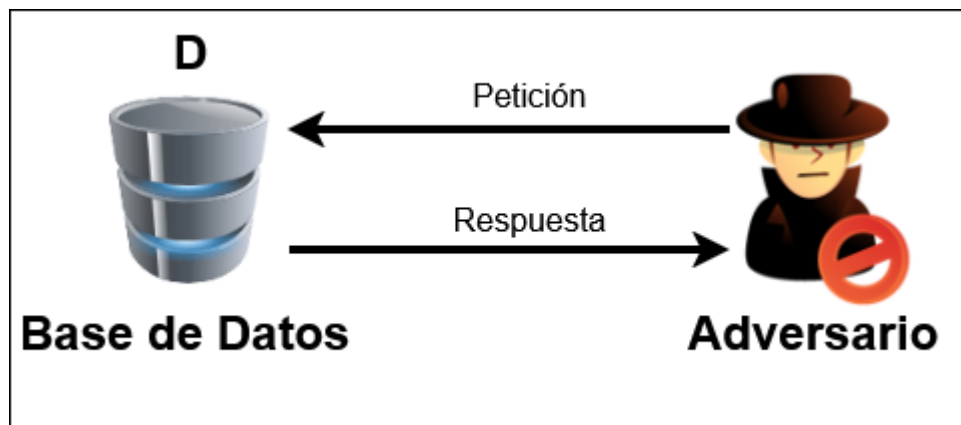 D
Petición
Respuesta
Base de Datos
Adversario